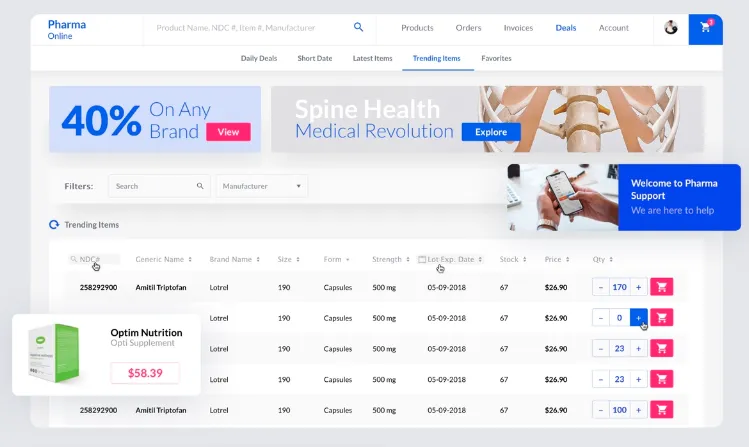 Pharma
Online
Product Name, NDC #, Item #, Manufacturer
Products Orders Invoices Deals Account
3
Daily Deals Short Date Latest Items Trending Items Favorites
40% On Any Brand View
Spine Health
Medical Revolution Explore
Filters: Search Manufacturer
Welcome to Pharma
Support
We are here to help
Trending Items
NDC# Generic Name Brand Name Size Form Strength Lot Exp. Date Stock Price Qty
258292900 Amitil Triptofan Lotrel 190 Capsules 500 mg 05-09-2018 67 $26.90 – 170 +
Lotrel 190 Capsules 500 mg 05-09-2018 67 $26.90 – 0 +
Optim Nutrition
Opti Supplement
$58.39
Lotrel 190 Capsules 500 mg 05-09-2018 67 $26.90 – 23 +
Lotrel 190 Capsules 500 mg 05-09-2018 67 $26.90 – 23 +
258292900 Amitil Triptofan Lotrel 190 Capsules 500 mg 05-09-2018 67 $26.90 – 100 +